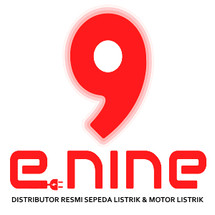 9
e.nine
DISTRIBUTOR RESMI SEPEDA LISTRIK & MOTOR LISTRIK